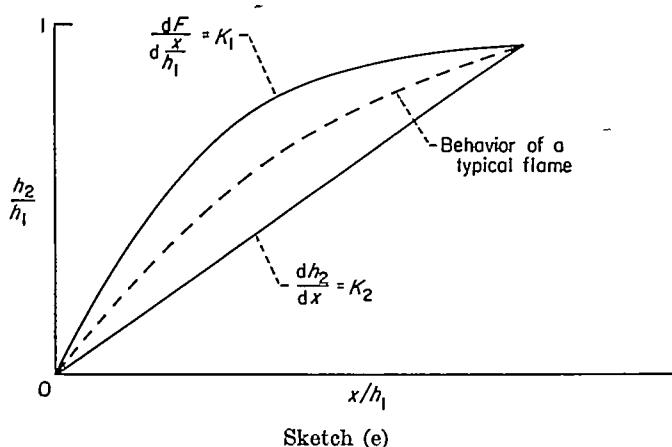 1
dF
d x/h₁ = K₁
Behavior of a
typical flame
h₂/h₁
dh₂/dx = K₂
0
x/h₁
Sketch (e)